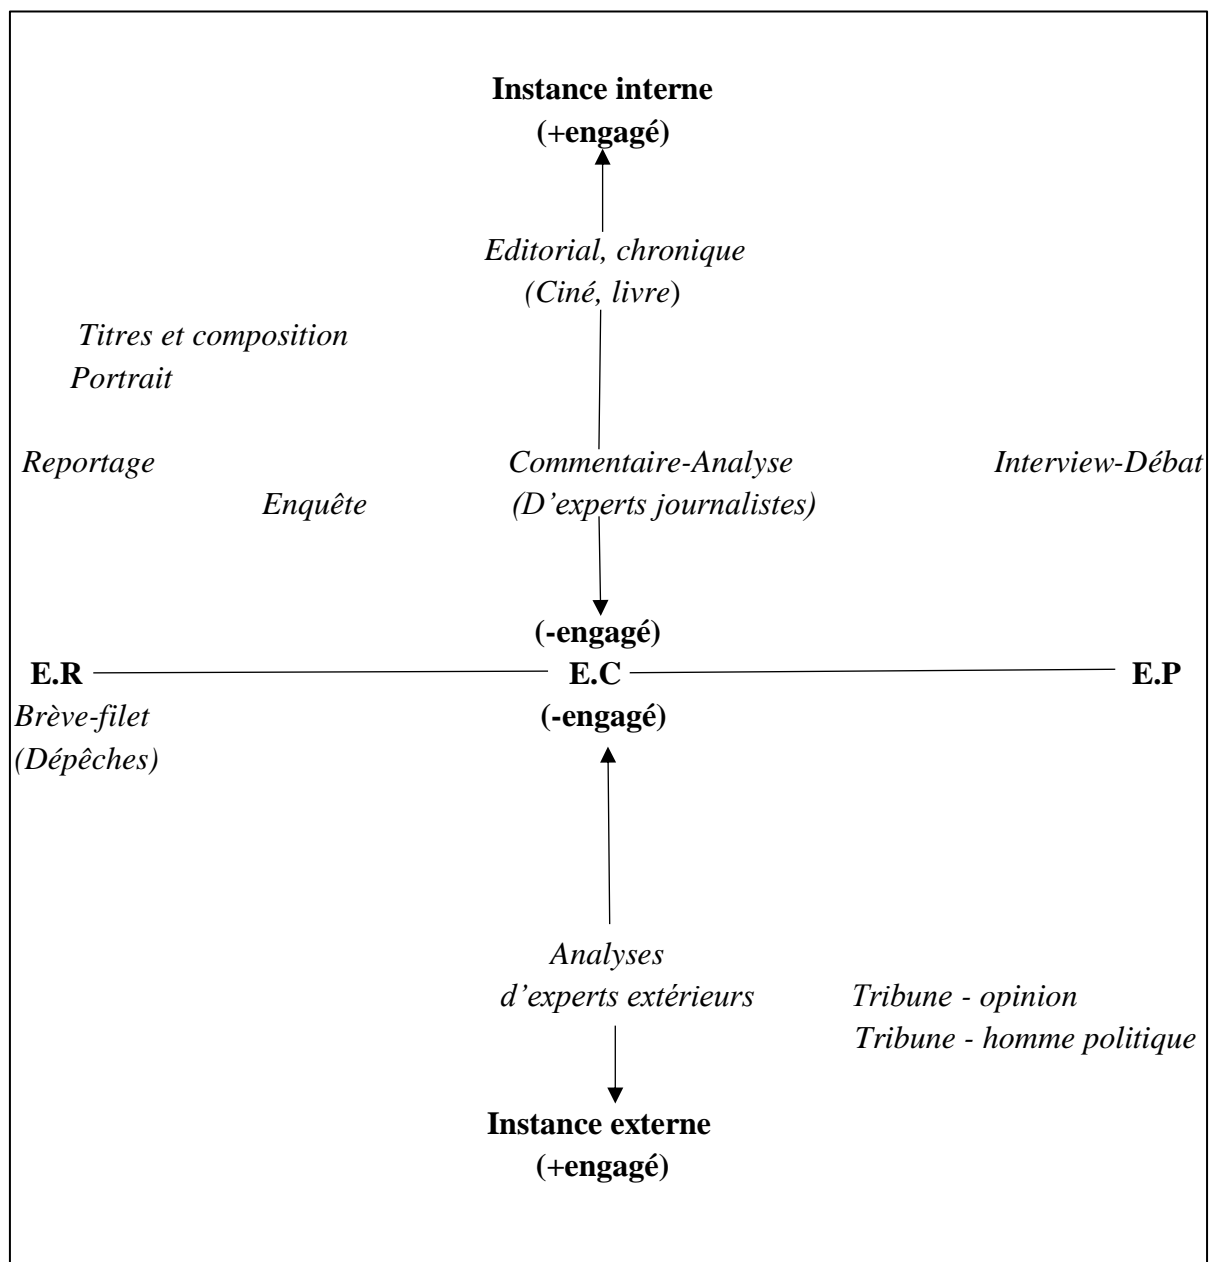 Instance interne
(+engagé)
Editorial, chronique
(Ciné, livre)
Titres et composition
Portrait
Reportage Commentaire-Analyse Interview-Débat
Enquête (D’experts journalistes)
(-engagé)
E.R E.C E.P
Brève-filet (-engagé)
(Dépêches)
Analyses
d’experts extérieurs Tribune - opinion
Tribune - homme politique
Instance externe
(+engagé)